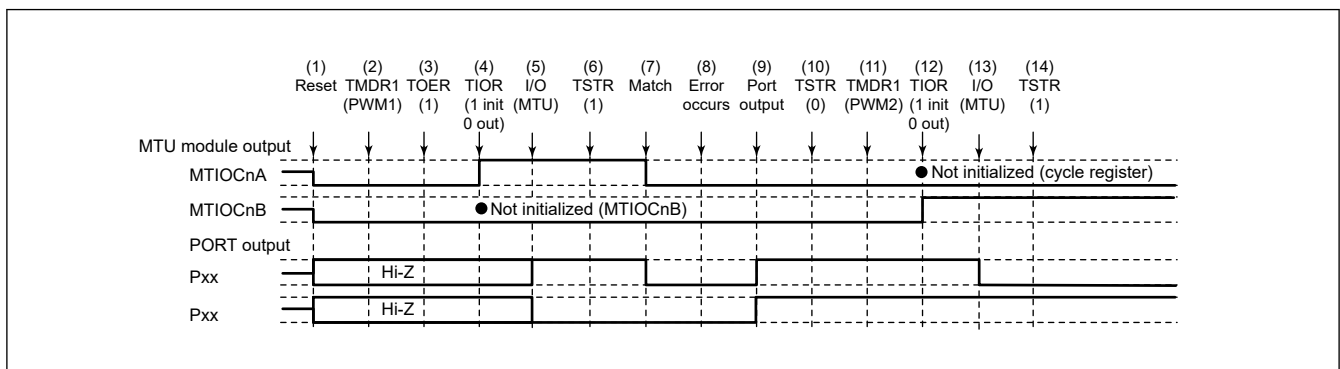 (1) (2) (3) (4) (5) (6) (7) (8) (9) (10) (11) (12) (13) (14)
Reset TMDR1 TOER TIOR I/O TSTR Match Error Port TSTR TMDR1 TIOR I/O TSTR
(PWM1) (1) (1 init (MTU) (1) occurs output (0) (PWM2) (1 init (MTU) (1)
0 out) 0 out)
MTU module output
MTIOCnA ● Not initialized (cycle register)
MTIOCnB ● Not initialized (MTIOCnB)
PORT output
Pxx Hi-Z
Pxx Hi-Z